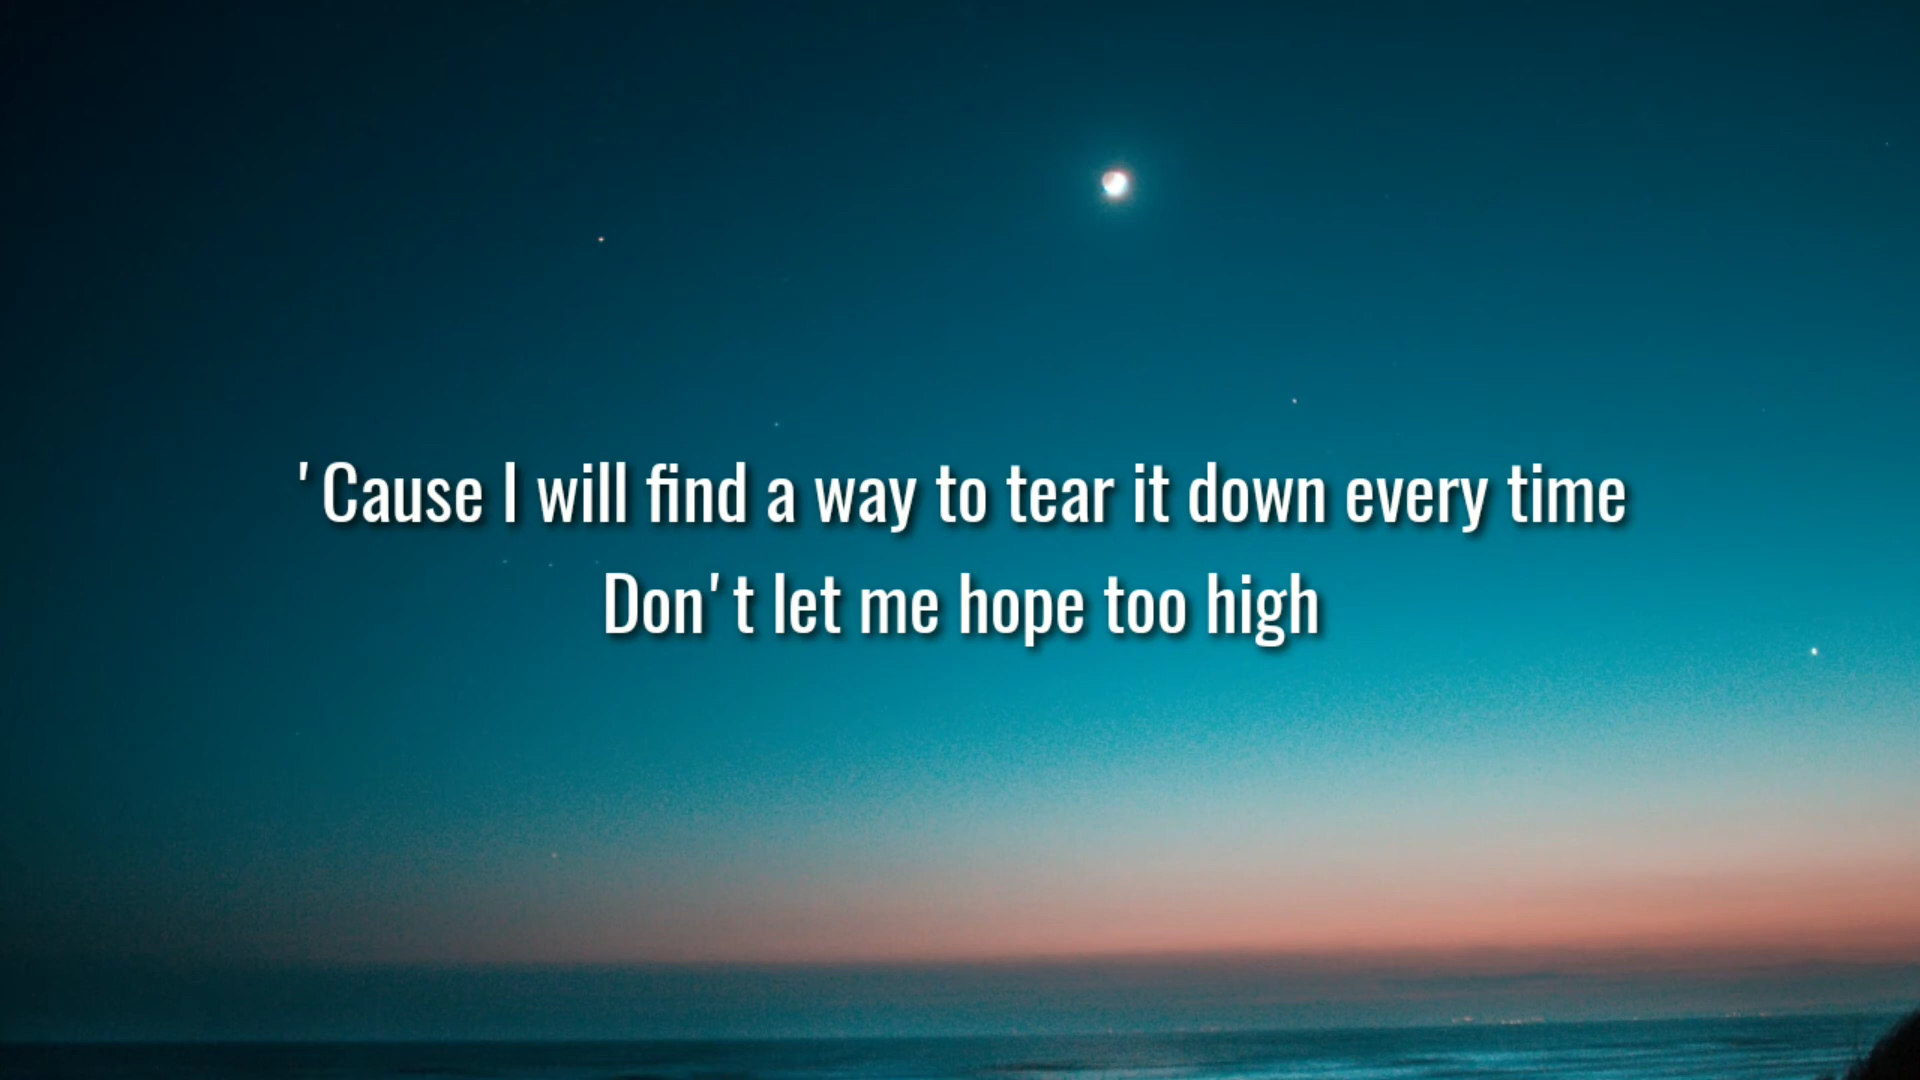 'Cause I will find a way to tear it down every time
Don't let me hope too high